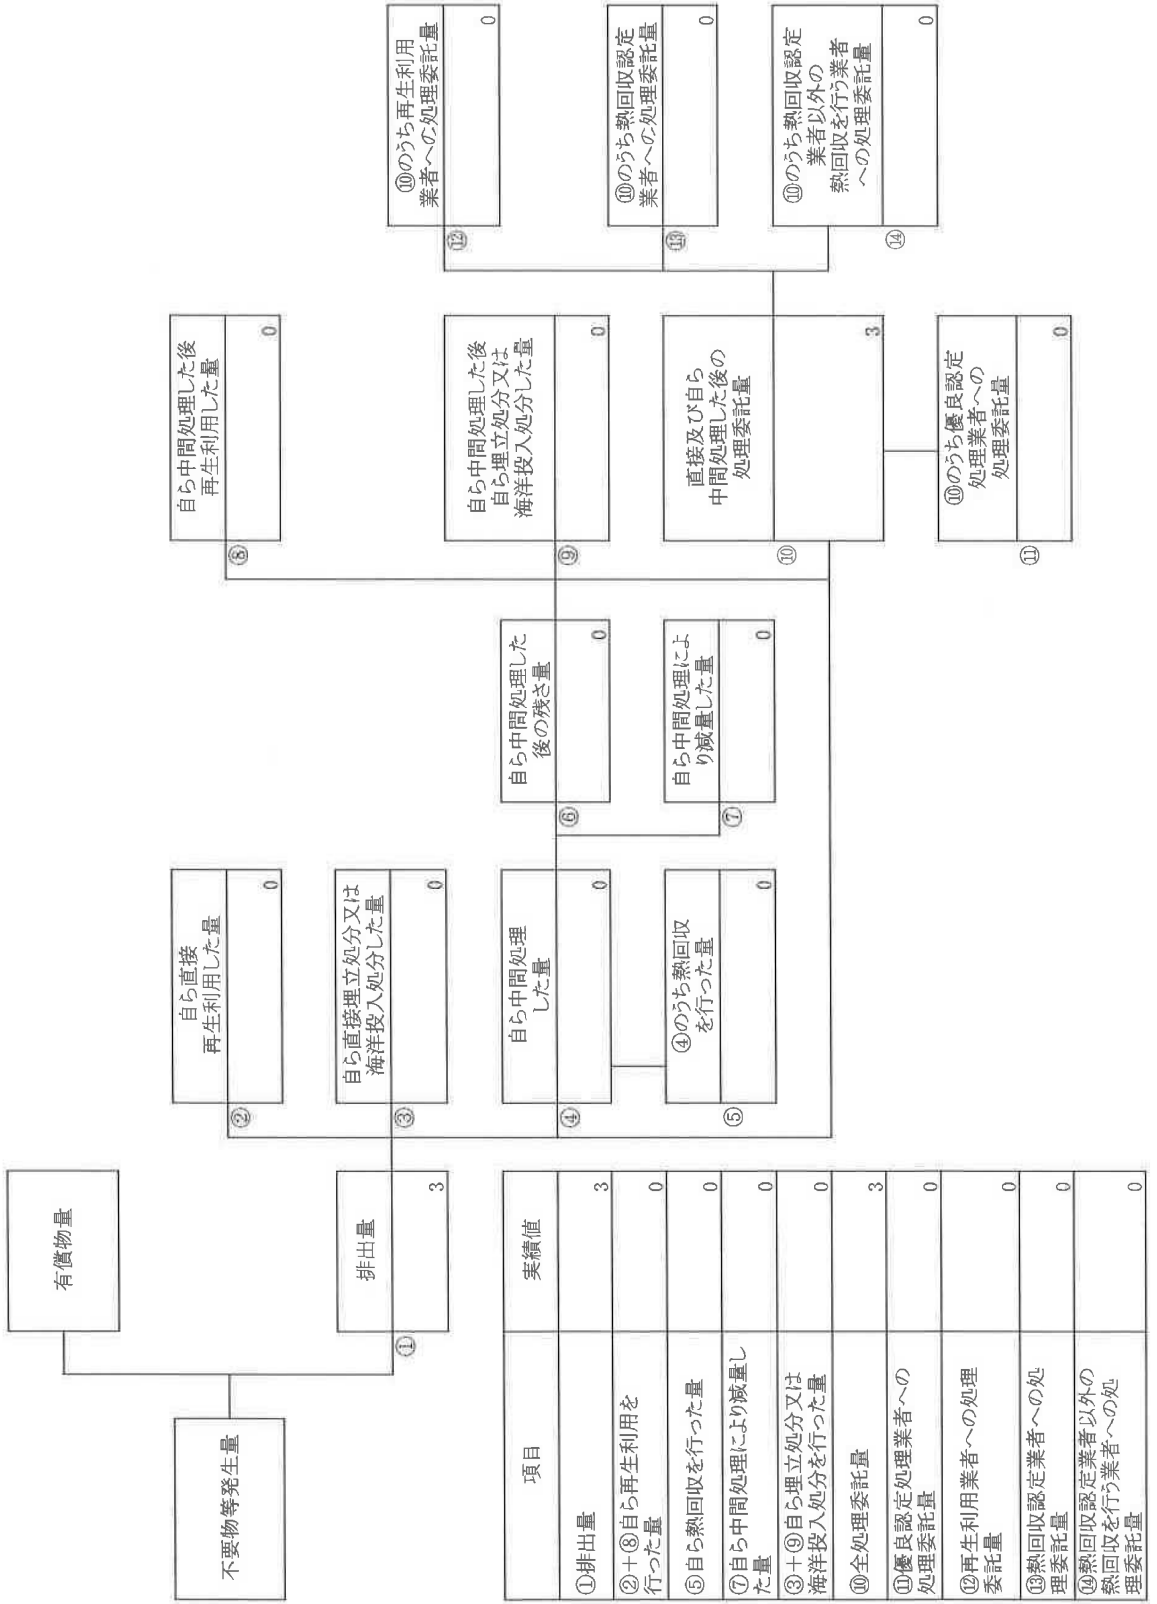 不要物等発生量
有償物量
排出量
①
3
自ら直接
再生利用した量
②
0
自ら直接埋立処分又は
海洋投入処分した量
③
0
自ら中間処理
した量
④
0
④のうち熱回収
を行った量
⑤
0
自ら中間処理した
後の残さ量
⑥
0
自ら中間処理によ
り減量した量
⑦
0
自ら中間処理した後
再生利用した量
⑧
0
自ら中間処理した後
自ら埋立処分又は
海洋投入処分した量
⑨
0
直接及び自ら
中間処理した後の
処理委託量
⑩
3
⑩のうち優良認定
処理業者への
処理委託量
⑪
0
⑩のうち再生利用
業者への処理委託量
⑫
0
⑩のうち熱回収認定
業者への処理委託量
⑬
0
⑩のうち熱回収認定
業者以外の
熱回収を行う業者
への処理委託量
⑭
0
項目 実績値
①排出量 3
②+⑧自ら再生利用を
行った量 0
⑤自ら熱回収を行った量 0
⑦自ら中間処理により減量し
た量 0
③+⑨自ら埋立処分又は
海洋投入処分を行った量 0
⑩全処理委託量 3
⑪優良認定処理業者への
処理委託量 0
⑫再生利用業者への処理
委託量 0
⑬熱回収認定業者への処
理委託量 0
⑭熱回収認定業者以外の
熱回収を行う業者への処
理委託量 0